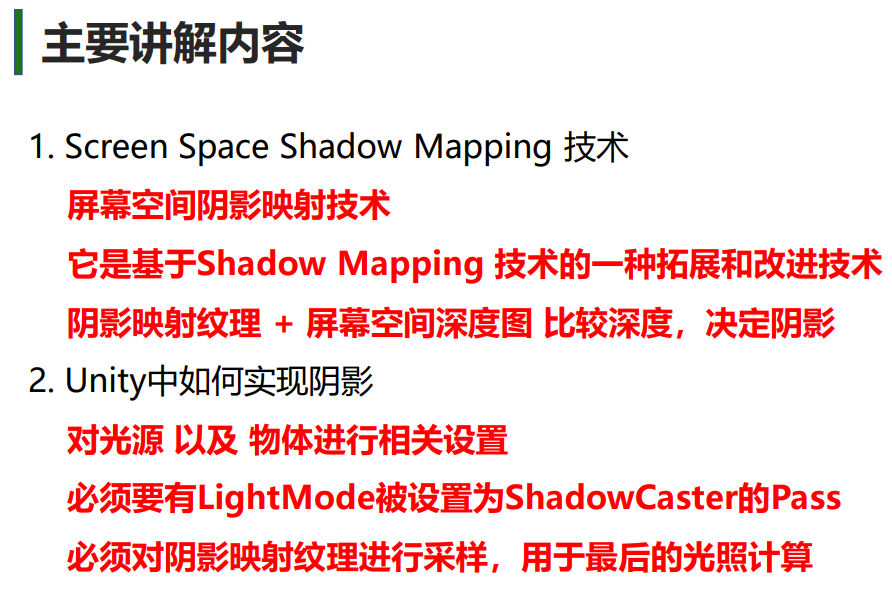 主要讲解内容
1. Screen Space Shadow Mapping 技术
屏幕空间阴影映射技术
它是基于Shadow Mapping 技术的一种拓展和改进技术
阴影映射纹理 + 屏幕空间深度图 比较深度，决定阴影
2. Unity中如何实现阴影
对光源 以及 物体进行相关设置
必须要有LightMode被设置为ShadowCaster的Pass
必须对阴影映射纹理进行采样，用于最后的光照计算